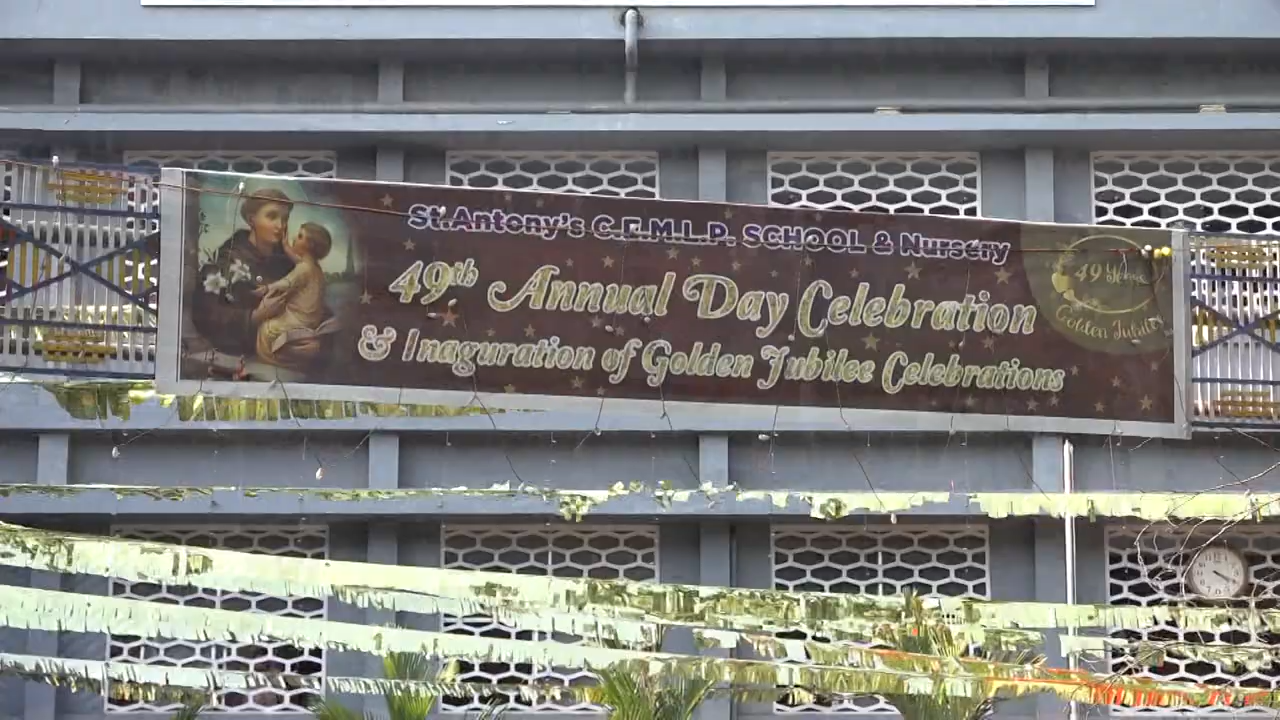 St.Antony's C.E.M.L.P. SCHOOL & Nursery
49th Annual Day Celebration
& Inaguration of Golden Jubilee Celebrations
49 Years
Golden Jubilee